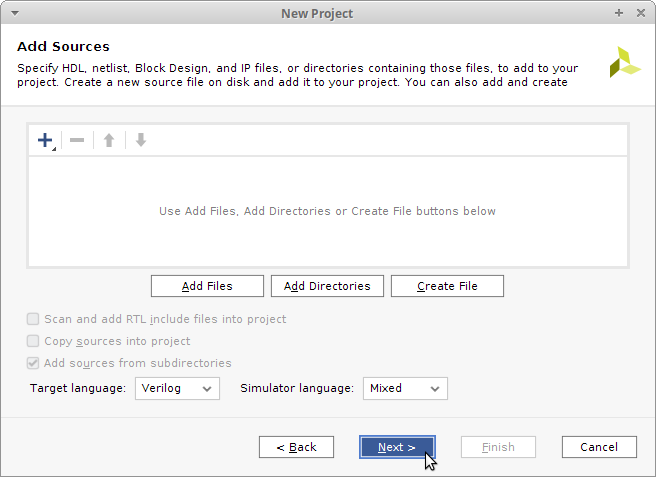 New Project
Add Sources
Specify HDL, netlist, Block Design, and IP files, or directories containing those files, to add to your
project. Create a new source file on disk and add it to your project. You can also add and create
Use Add Files, Add Directories or Create File buttons below
Add Files Add Directories Create File
Scan and add RTL include files into project
Copy sources into project
Add sources from subdirectories
Target language: Verilog Simulator language: Mixed
< Back Next > Finish Cancel